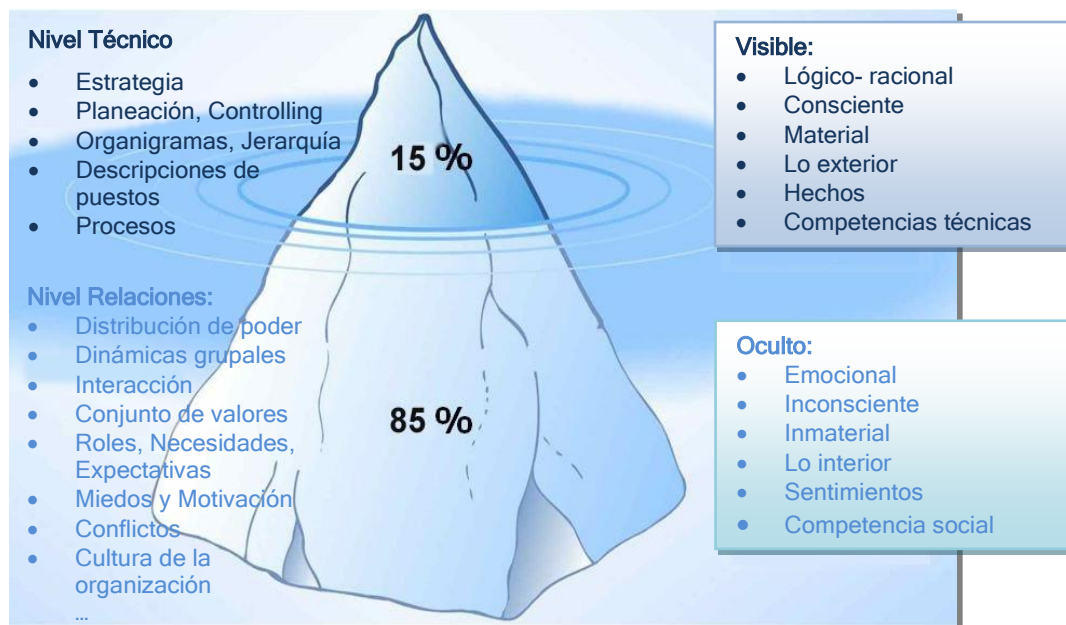 Nivel Técnico
• Estrategia
• Planeación, Controlling
• Organigramas, Jerarquía
• Descripciones de
puestos
• Procesos
15 %
Visible:
• Lógico- racional
• Consciente
• Material
• Lo exterior
• Hechos
• Competencias técnicas
Nivel Relaciones:
• Distribución de poder
• Dinámicas grupales
• Interacción
• Conjunto de valores
• Roles, Necesidades,
Expectativas
• Miedos y Motivación
• Conflictos
• Cultura de la
organización
...
85 %
Oculto:
• Emocional
• Inconsciente
• Inmaterial
• Lo interior
• Sentimientos
• Competencia social